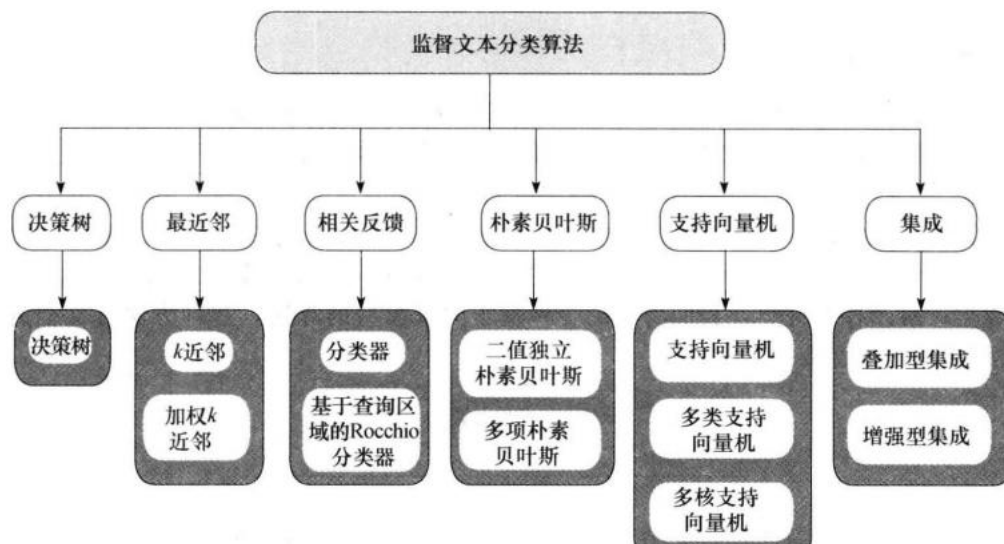 监督文本分类算法
决策树
最近邻
相关反馈
朴素贝叶斯
支持向量机
集成
决策树
k近邻
加权k
近邻
分类器
基于查询区
域的Rocchio
分类器
二值独立
朴素贝叶斯
多项朴素
贝叶斯
支持向量机
多类支持
向量机
多核支持
向量机
叠加型集成
增强型集成